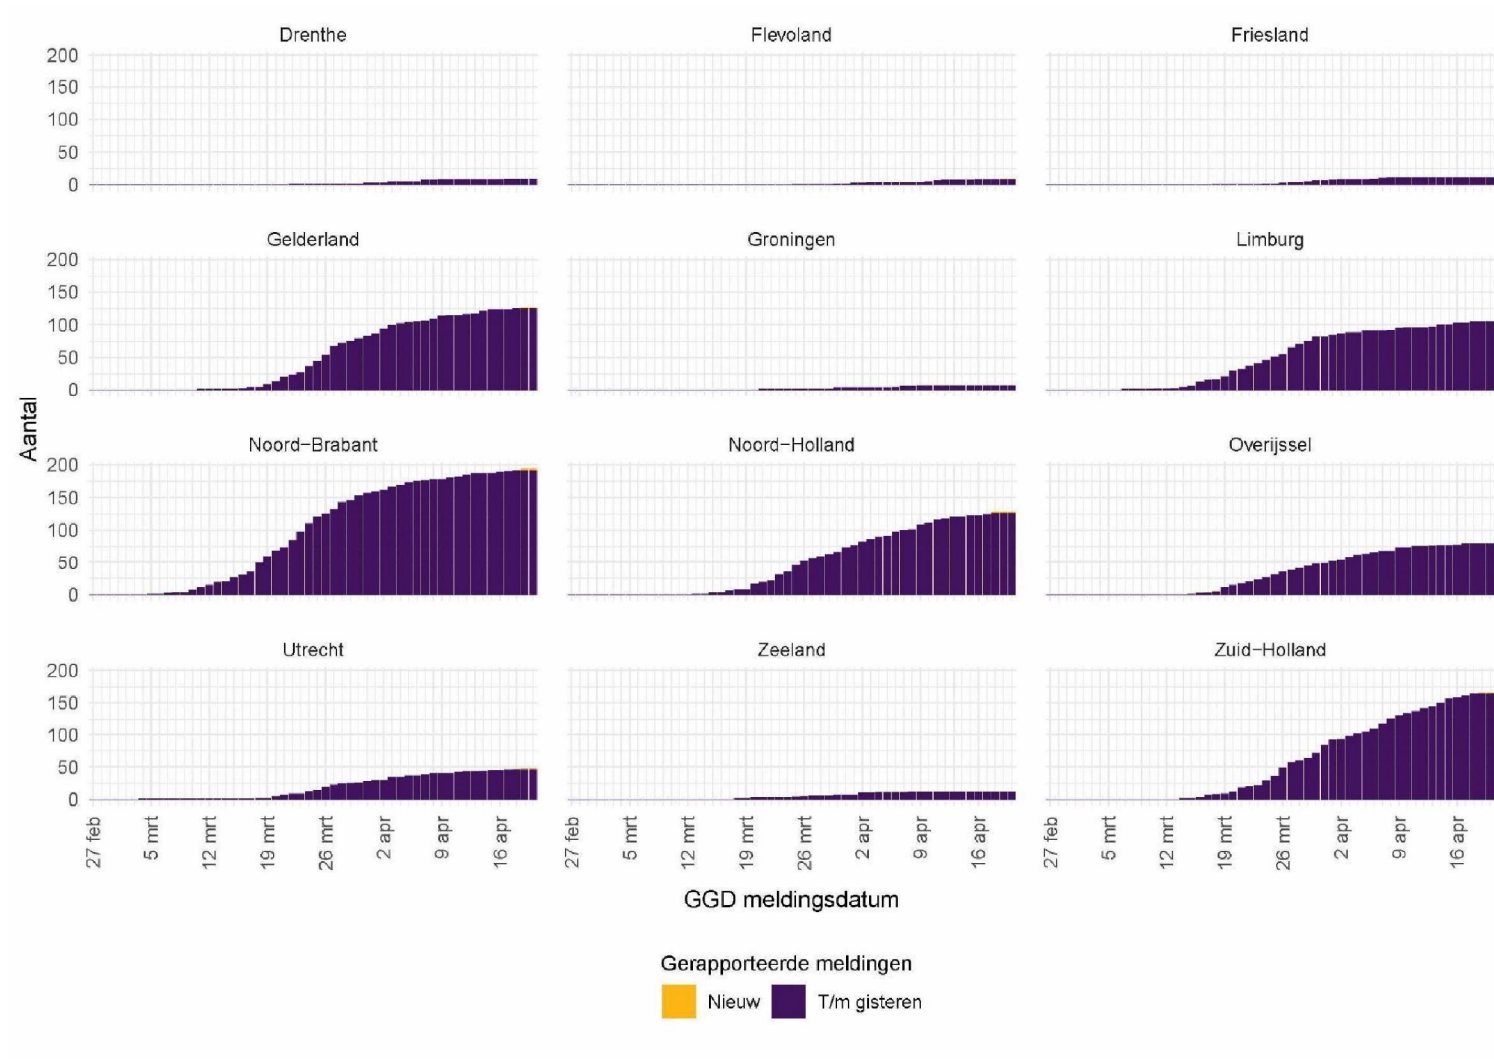 Drenthe Flevoland Friesland
200
150
100
50
0
Gelderland Groningen Limburg
200
150
100
50
0
Aantal
Noord-Brabant Noord-Holland Overijssel
200
150
100
50
0
Utrecht Zeeland Zuid-Holland
200
150
100
50
0
27 feb 5 mrt 12 mrt 19 mrt 26 mrt 2 apr 9 apr 16 apr 27 feb 5 mrt 12 mrt 19 mrt 26 mrt 2 apr 9 apr 16 apr 27 feb 5 mrt 12 mrt 19 mrt 26 mrt 2 apr 9 apr 16 apr
GGD meldingsdatum
Gerapporteerde meldingen
Nieuw T/m gisteren